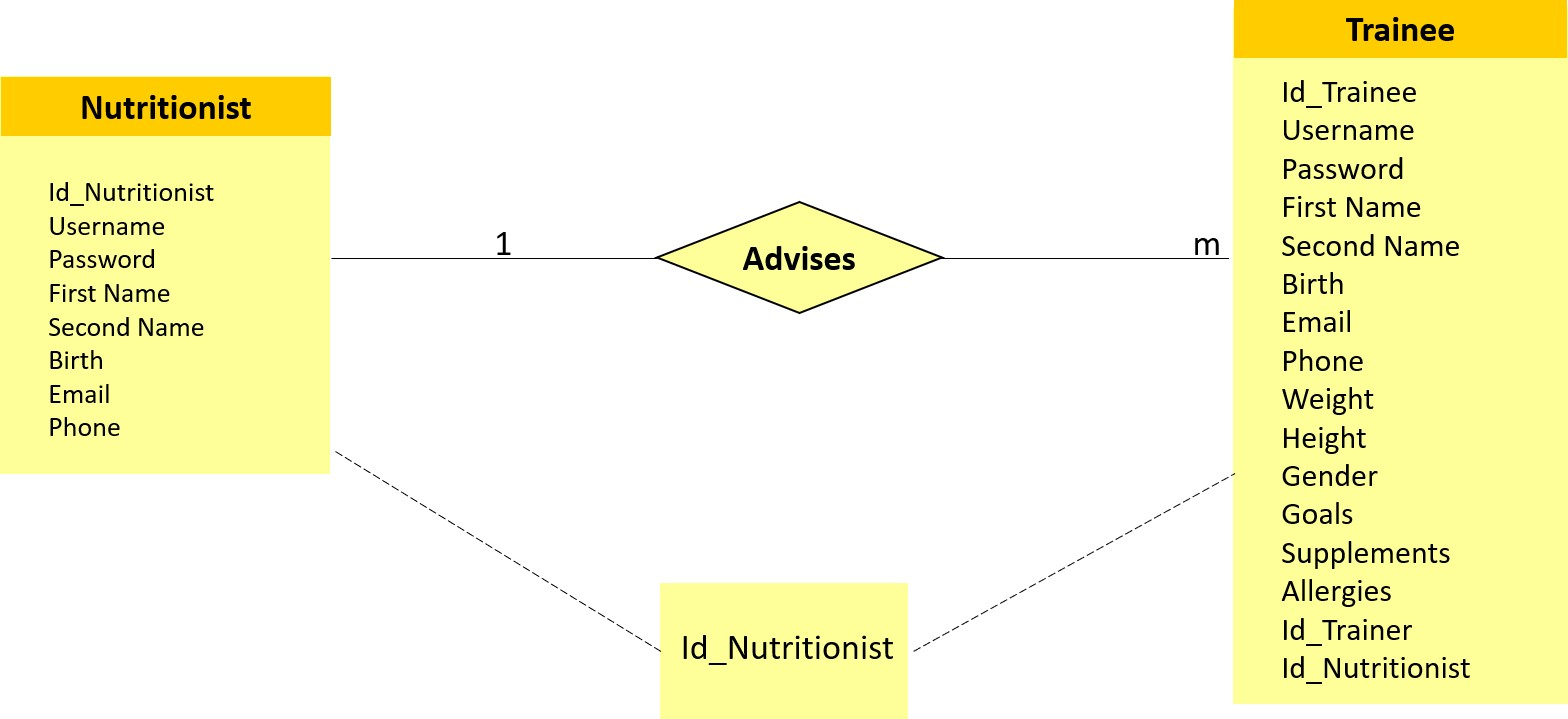 Nutritionist
Id_Nutritionist
Username
Password
First Name
Second Name
Birth
Email
Phone
1
Advises
m
Id_Nutritionist
Trainee
Id_Trainee
Username
Password
First Name
Second Name
Birth
Email
Phone
Weight
Height
Gender
Goals
Supplements
Allergies
Id_Trainer
Id_Nutritionist